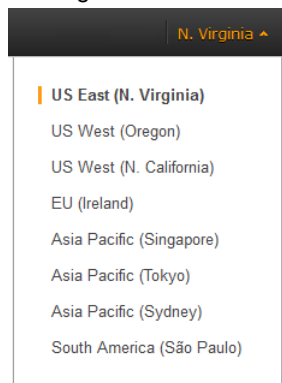 N. Virginia
US East (N. Virginia)
US West (Oregon)
US West (N. California)
EU (Ireland)
Asia Pacific (Singapore)
Asia Pacific (Tokyo)
Asia Pacific (Sydney)
South America (São Paulo)